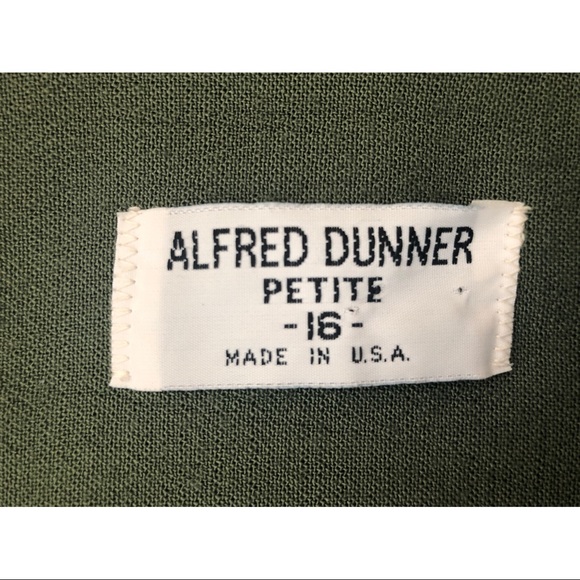 ALFRED DUNNER
PETITE
-16-
MADE IN U.S.A.